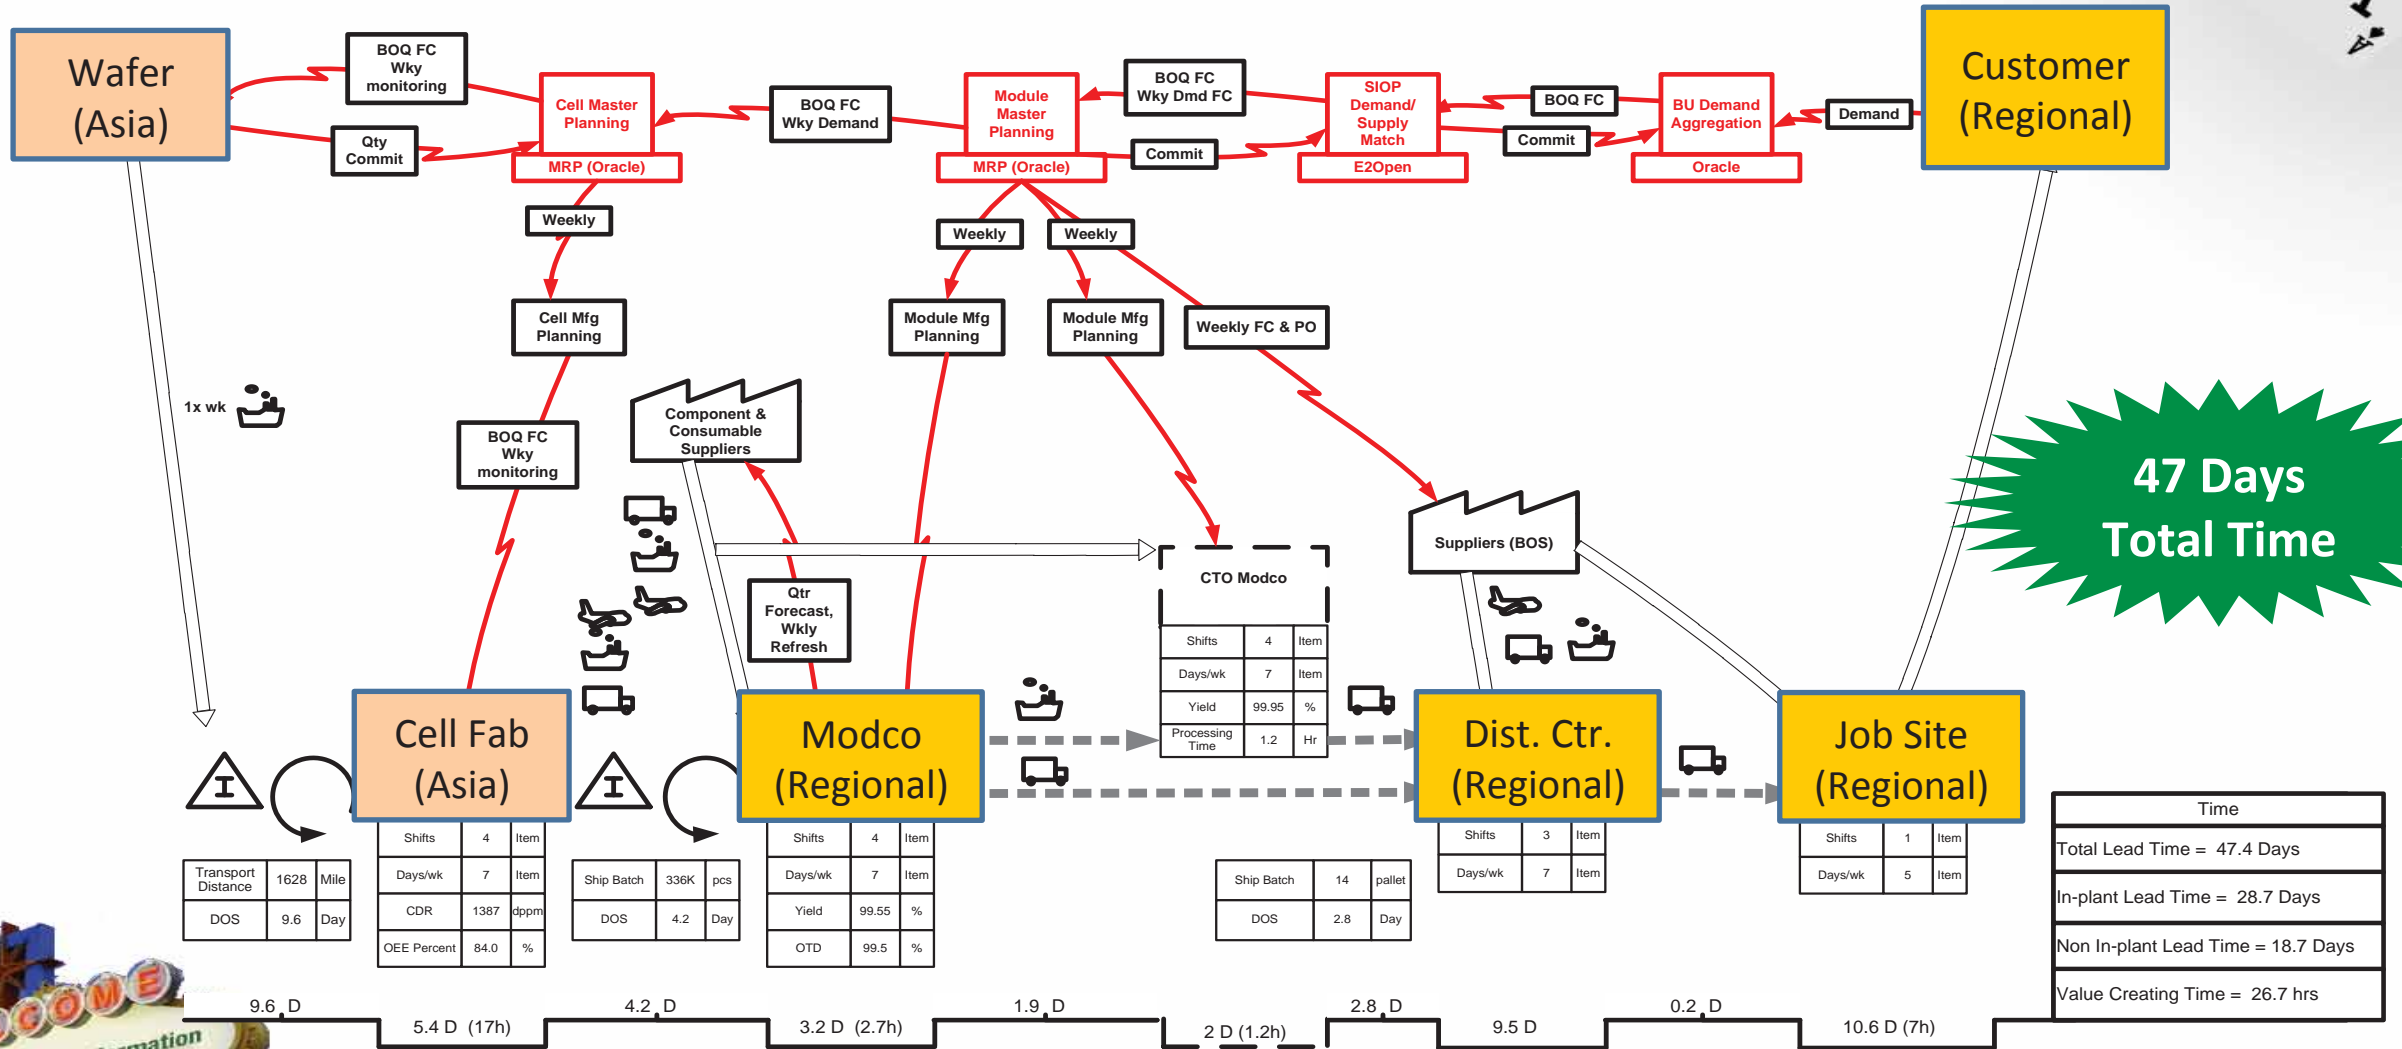 Wafer
(Asia)
BOQ FC
Wky
monitoring
Qty
Commit
Cell Master
Planning
MRP (Oracle)
BOQ FC
Wky Demand
Module
Master
Planning
MRP (Oracle)
BOQ FC
Wky Dmd FC
Commit
SIOP
Demand/
Supply
Match
E2Open
BOQ FC
Commit
BU Demand
Aggregation
Oracle
Demand
Customer
(Regional)
Weekly
Weekly
Weekly
Cell Mfg
Planning
Module Mfg
Planning
Module Mfg
Planning
Weekly FC & PO
1x wk
BOQ FC
Wky
monitoring
Component &
Consumable
Suppliers
47 Days
Total Time
Suppliers (BOS)
CTO Modco
Qtr
Forecast,
Wkly
Refresh
Shifts 4 Item
Days/wk 7 Item
Yield 99.95 %
Processing
Time 1.2 Hr
Cell Fab
(Asia)
Modco
(Regional)
Dist. Ctr.
(Regional)
Job Site
(Regional)
I
I
Transport
Distance 1628 Mile
DOS 9.6 Day
Shifts 4 Item
Days/wk 7 Item
CDR 1387 dppm
OEE Percent 84.0 %
Ship Batch 336K pcs
DOS 4.2 Day
Shifts 4 Item
Days/wk 7 Item
Yield 99.55 %
OTD 99.5 %
Ship Batch 14 pallet
DOS 2.8 Day
Shifts 3 Item
Days/wk 7 Item
Shifts 1 Item
Days/wk 5 Item
Time
Total Lead Time = 47.4 Days
In-plant Lead Time = 28.7 Days
Non In-plant Lead Time = 18.7 Days
Value Creating Time = 26.7 hrs
9.6 D
5.4 D (17h)
4.2 D
3.2 D (2.7h)
1.9 D
2 D (1.2h)
2.8 D
9.5 D
0.2 D
10.6 D (7h)
COME